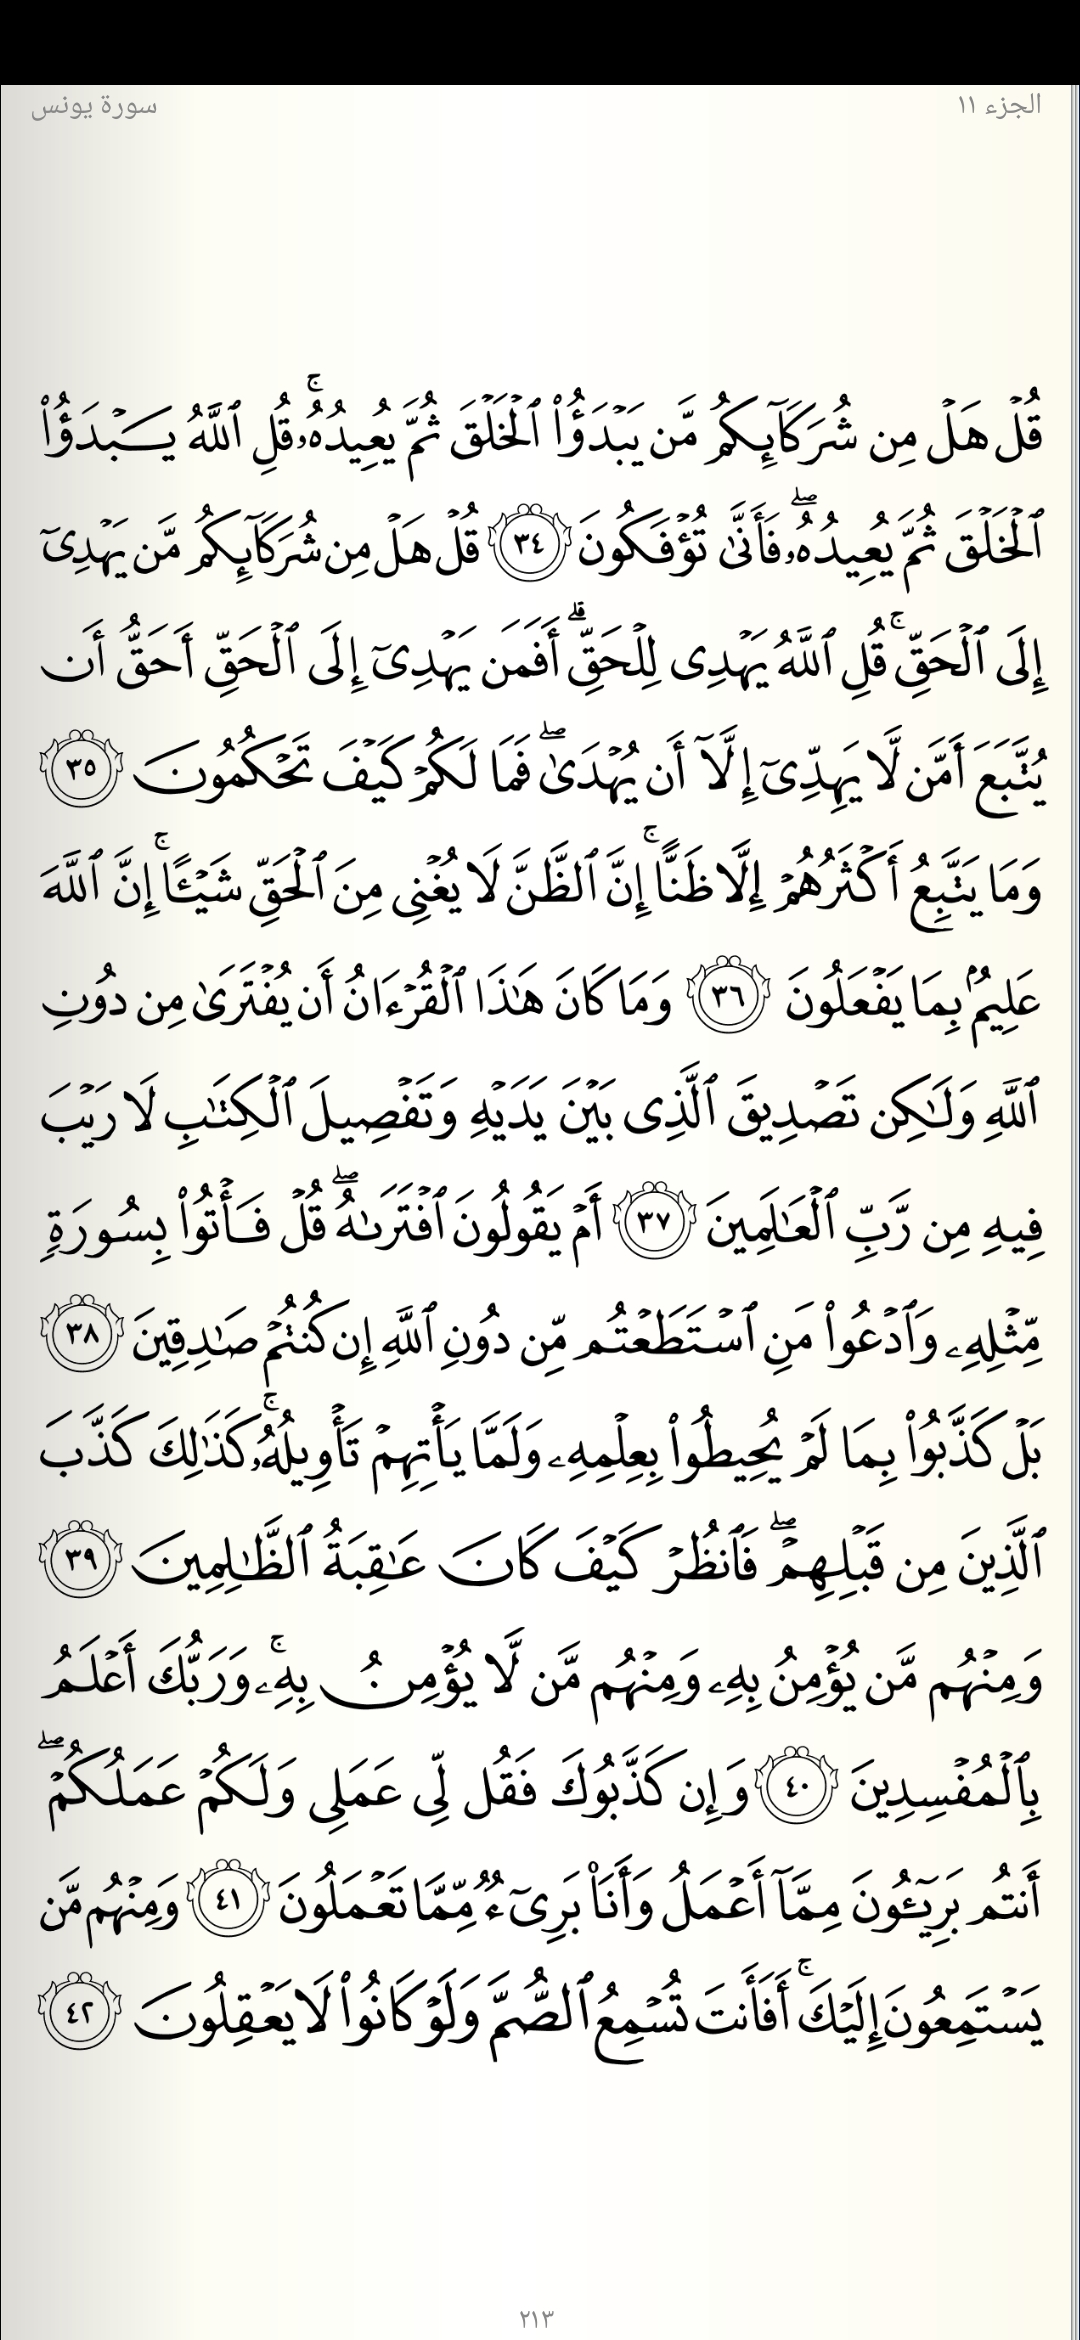 الجزء ١١
سورة يونس
قُلۡ هَلۡ مِن شُرَكَآئِكُم مَّن يَبۡدَؤُاْ ٱلۡخَلۡقَ ثُمَّ يُعِيدُهُۥۚ قُلِ ٱللَّهُ يَبۡدَؤُاْ
ٱلۡخَلۡقَ ثُمَّ يُعِيدُهُۥۖ فَأَنَّىٰ تُؤۡفَكُونَ ٣٤ قُلۡ هَلۡ مِن شُرَكَآئِكُم مَّن يَهۡدِيٓ
إِلَى ٱلۡحَقِّۚ قُلِ ٱللَّهُ يَهۡدِي لِلۡحَقِّۗ أَفَمَن يَهۡدِيٓ إِلَى ٱلۡحَقِّ أَحَقُّ أَن
يُتَّبَعَ أَمَّن لَّا يَهِدِّيٓ إِلَّآ أَن يُهۡدَىٰۖ فَمَا لَكُمۡ كَيۡفَ تَحۡكُمُونَ ٣٥
وَمَا يَتَّبِعُ أَكۡثَرُهُمۡ إِلَّا ظَنًّاۚ إِنَّ ٱلظَّنَّ لَا يُغۡنِي مِنَ ٱلۡحَقِّ شَيۡـًٔاۚ إِنَّ ٱللَّهَ
عَلِيمُۢ بِمَا يَفۡعَلُونَ ٣٦ وَمَا كَانَ هَٰذَا ٱلۡقُرۡءَانُ أَن يُفۡتَرَىٰ مِن دُونِ
ٱللَّهِ وَلَٰكِن تَصۡدِيقَ ٱلَّذِي بَيۡنَ يَدَيۡهِ وَتَفۡصِيلَ ٱلۡكِتَٰبِ لَا رَيۡبَ
فِيهِ مِن رَّبِّ ٱلۡعَٰلَمِينَ ٣٧ أَمۡ يَقُولُونَ ٱفۡتَرَىٰهُۖ قُلۡ فَأۡتُواْ بِسُورَةٖ
مِّثۡلِهِۦ وَٱدۡعُواْ مَنِ ٱسۡتَطَعۡتُم مِّن دُونِ ٱللَّهِ إِن كُنتُمۡ صَٰدِقِينَ ٣٨
بَلۡ كَذَّبُواْ بِمَا لَمۡ يُحِيطُواْ بِعِلۡمِهِۦ وَلَمَّا يَأۡتِهِمۡ تَأۡوِيلُهُۥۚ كَذَٰلِكَ كَذَّبَ
ٱلَّذِينَ مِن قَبۡلِهِمۡۖ فَٱنظُرۡ كَيۡفَ كَانَ عَٰقِبَةُ ٱلظَّٰلِمِينَ ٣٩
وَمِنۡهُم مَّن يُؤۡمِنُ بِهِۦ وَمِنۡهُم مَّن لَّا يُؤۡمِنُ بِهِۦۚ وَرَبُّكَ أَعۡلَمُ
بِٱلۡمُفۡسِدِينَ ٤٠ وَإِن كَذَّبُوكَ فَقُل لِّي عَمَلِي وَلَكُمۡ عَمَلُكُمۡۖ
أَنتُم بَرِيٓـُٔونَ مِمَّآ أَعۡمَلُ وَأَنَا۠ بَرِيٓءٞ مِّمَّا تَعۡمَلُونَ ٤١ وَمِنۡهُم مَّن
يَسۡتَمِعُونَ إِلَيۡكَۚ أَفَأَنتَ تُسۡمِعُ ٱلصُّمَّ وَلَوۡ كَانُواْ لَا يَعۡقِلُونَ ٤٢
٢١٣